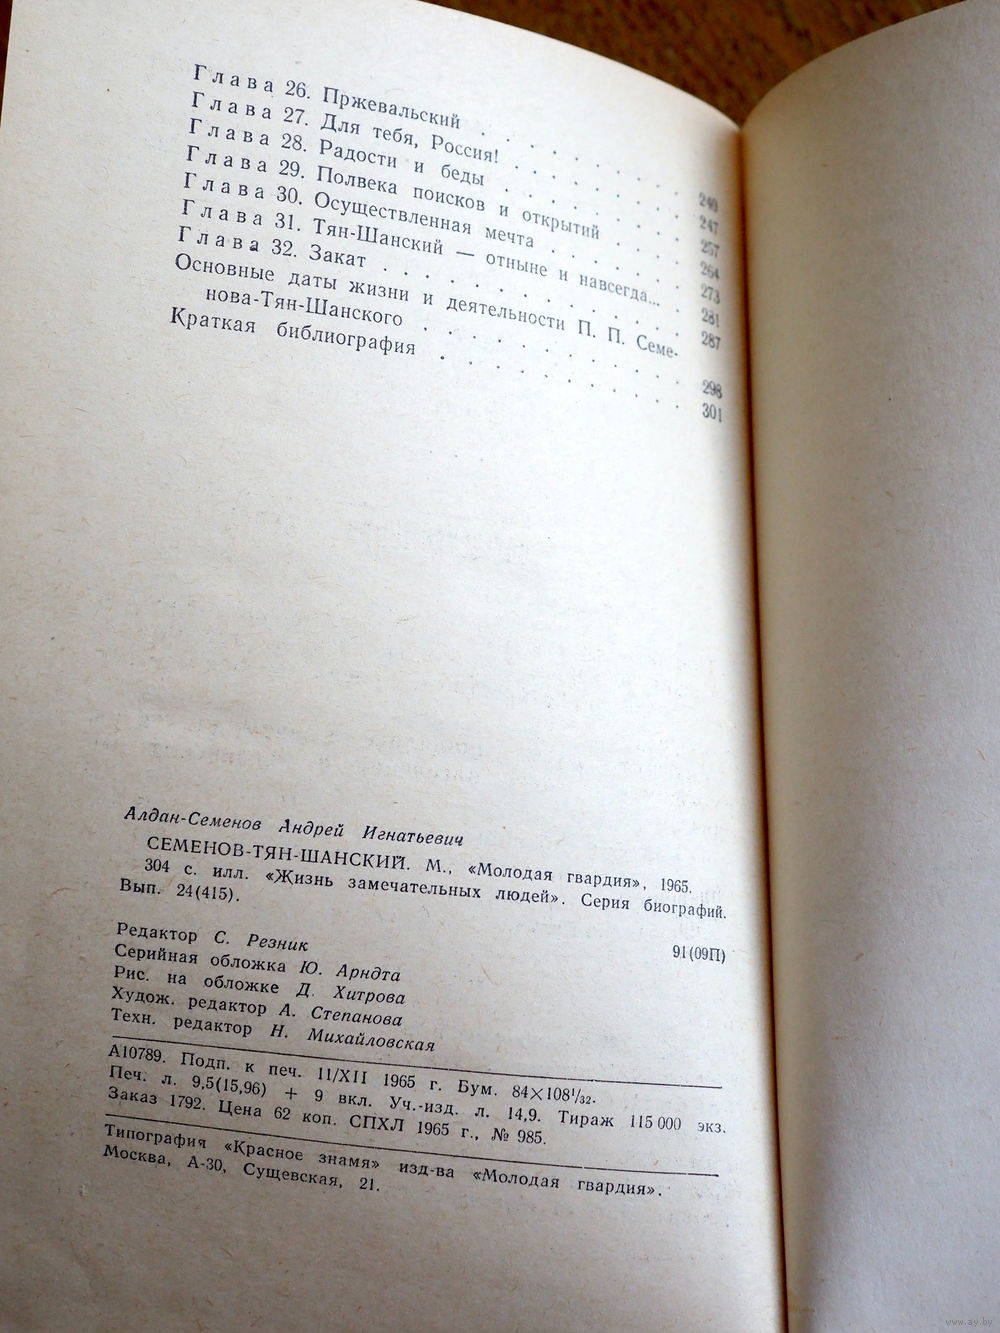 Глава 26. Пржевальский . . . . . . . 240
Глава 27. Для тебя, Россия! . . . . . . . 247
Глава 28. Радости и беды . . . . . . . 257
Глава 29. Полвека поисков и открытий . . . . 264
Глава 30. Осуществленная мечта . . . . . . 273
Глава 31. Тян-Шанский — отныне и навсегда... 281
Глава 32. Закат . . . . . . . . . . 287
Основные даты жизни и деятельности П. П. Семе-
нова-Тян-Шанского . . . . . . . . . 298
Краткая библиография . . . . . . . . . 301
Алдан-Семенов Андрей Игнатьевич
СЕМЕНОВ-ТЯН-ШАНСКИЙ. М., «Молодая гвардия», 1965.
304 с. илл. «Жизнь замечательных людей». Серия биографий.
Вып. 24(415).
91(09П)
Редактор С. Резник
Серийная обложка Ю. Арндта
Рис. на обложке Д. Хитрова
Худож. редактор А. Степанова
Техн. редактор Н. Михайловская
А10789. Подп. к печ. 11/XII 1965 г. Бум. 84×108¹/₃₂.
Печ. л. 9,5(15,96) + 9 вкл. Уч.-изд. л. 14,9. Тираж 115 000 экз.
Заказ 1792. Цена 62 коп. СПХЛ 1965 г., № 985.
Типография «Красное знамя» изд-ва «Молодая гвардия».
Москва, А-30, Сущевская, 21.
www.ay.by